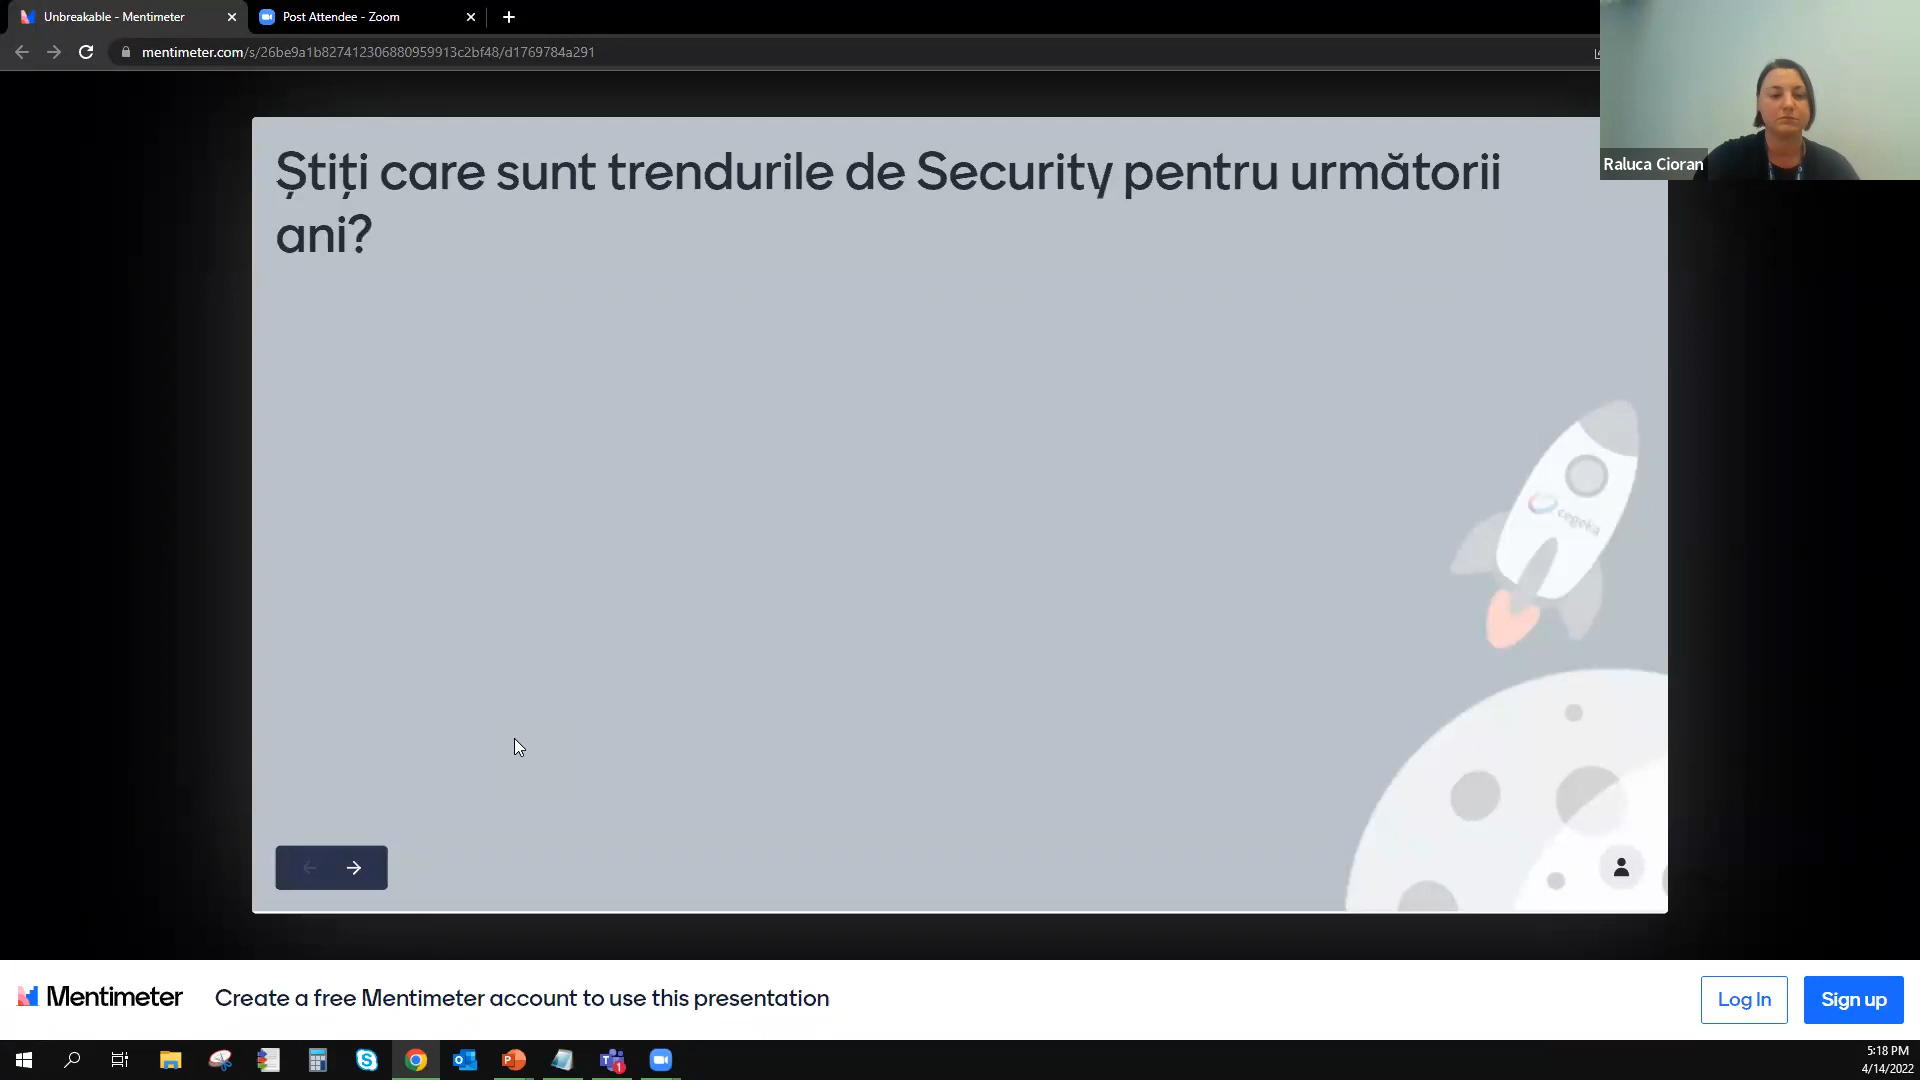 Unbreakable - Mentimeter
Post Attendee - Zoom
mentimeter.com/s/26be9a1b827412306880959913c2bf48/d1769784a291
Raluca Cioran
Știți care sunt trendurile de Security pentru următorii
ani?
cegeka
Mentimeter
Create a free Mentimeter account to use this presentation
Log In
Sign up
5:18 PM
4/14/2022